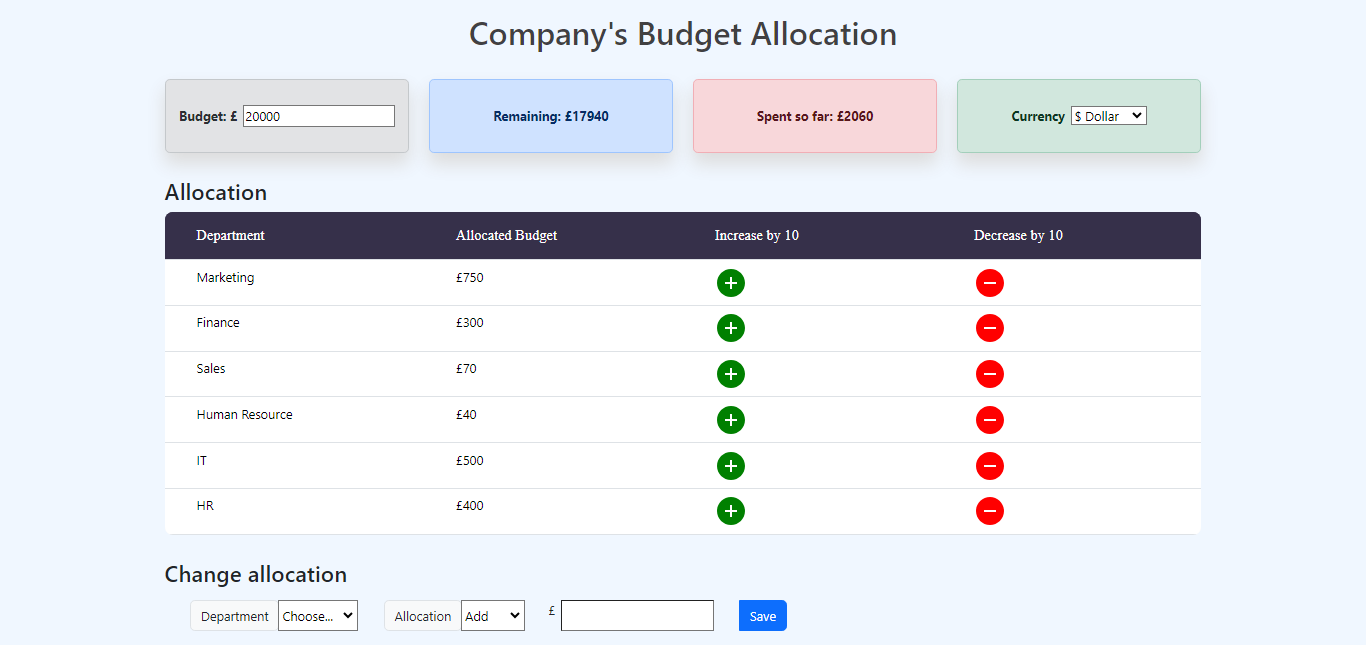 Company's Budget Allocation
Budget: £ 20000 Remaining: £17940 Spent so far: £2060 Currency $ Dollar
Allocation
Department Allocated Budget Increase by 10 Decrease by 10
Marketing £750
Finance £300
Sales £70
Human Resource £40
IT £500
HR £400
Change allocation
Department Choose... Allocation Add £ Save